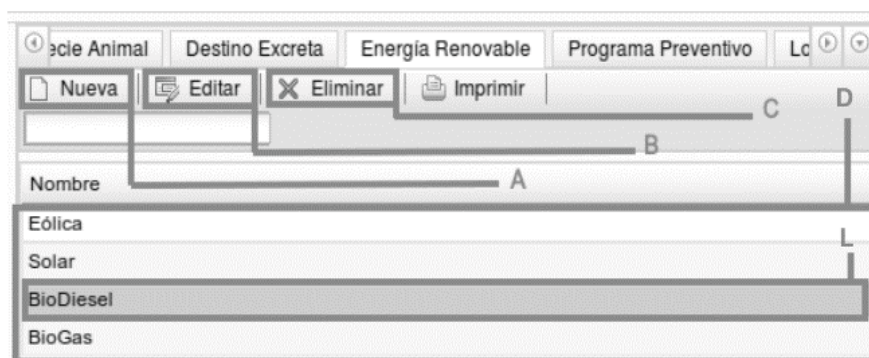 ecie Animal Destino Excreta Energía Renovable Programa Preventivo Lo
Nueva Editar Eliminar Imprimir
C D
B
Nombre A
Eólica
L
Solar
BioDiesel
BioGas